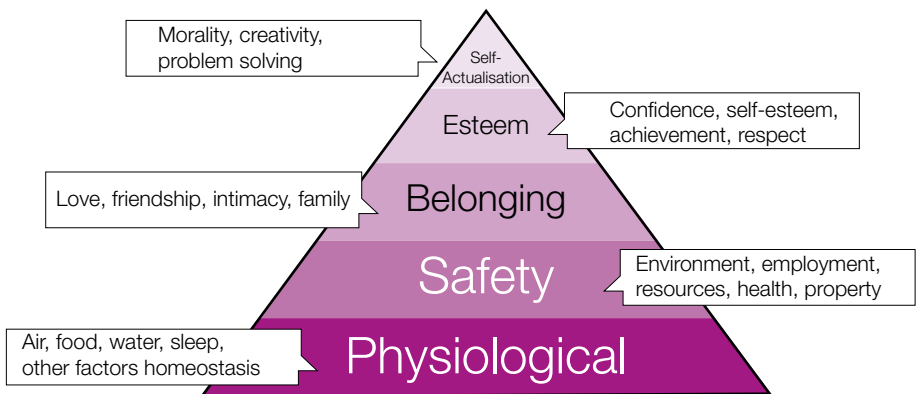 Morality, creativity,
problem solving
Self-
Actualisation
Esteem
Confidence, self-esteem,
achievement, respect
Love, friendship, intimacy, family
Belonging
Safety
Environment, employment,
resources, health, property
Air, food, water, sleep,
other factors homeostasis
Physiological